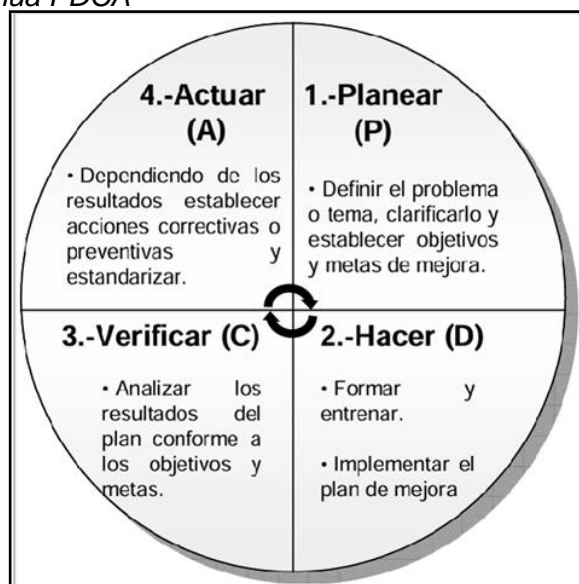 PDCA
4.-Actuar
(A)
• Dependiendo de los
resultados establecer
acciones correctivas o
preventivas y
estandarizar.
1.-Planear
(P)
• Definir el problema
o tema, clarificarlo y
establecer objetivos
y metas de mejora.
3.-Verificar (C)
• Analizar los
resultados del
plan conforme a
los objetivos y
metas.
2.-Hacer (D)
• Formar y
entrenar.
• Implementar el
plan de mejora